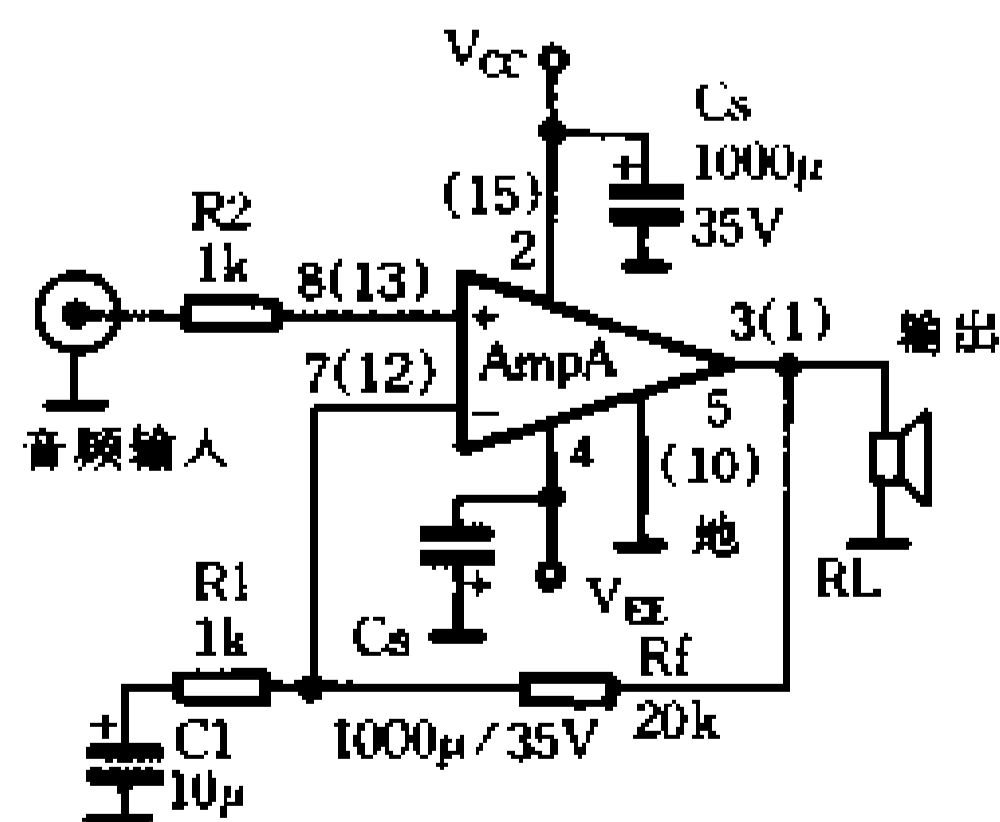 VCC
Cs
1000μ
35V
(15)
2
R2
1k
8(13)
+
3(1)
输出
AmpA
7(12)
−
5
音频输入
4
(10)
地
+
VEE
RL
R1
1k
Cs
Rf
20k
+
C1
10μ
1000μ/35V
+